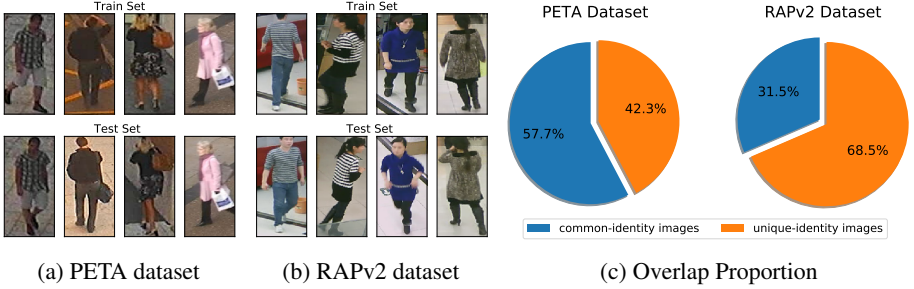 Train Set
Test Set
(a) PETA dataset
Train Set
Test Set
(b) RAPv2 dataset
PETA Dataset
RAPv2 Dataset
57.7%
42.3%
31.5%
68.5%
common-identity images
unique-identity images
(c) Overlap Proportion